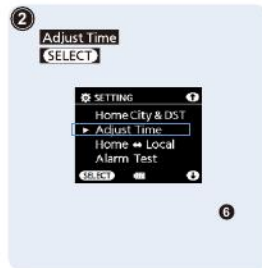 2
Adjust Time
SELECT
SETTING
Home City & DST
Adjust Time
Home ↔ Local
Alarm Test
SELECT
6